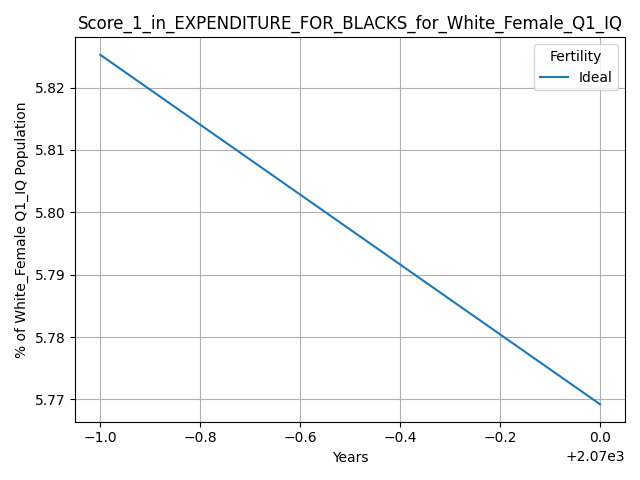 Score_1_in_EXPENDITURE_FOR_BLACKS_for_White_Female_Q1_IQ
Fertility
Ideal
% of White_Female Q1_IQ Population
5.82
5.81
5.80
5.79
5.78
5.77
−1.0 −0.8 −0.6 −0.4 −0.2 0.0
+2.07e3
Years